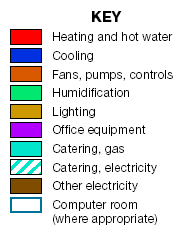 KEY
Heating and hot water
Cooling
Fans, pumps, controls
Humidification
Lighting
Office equipment
Catering, gas
Catering, electricity
Other electricity
Computer room
(where appropriate)